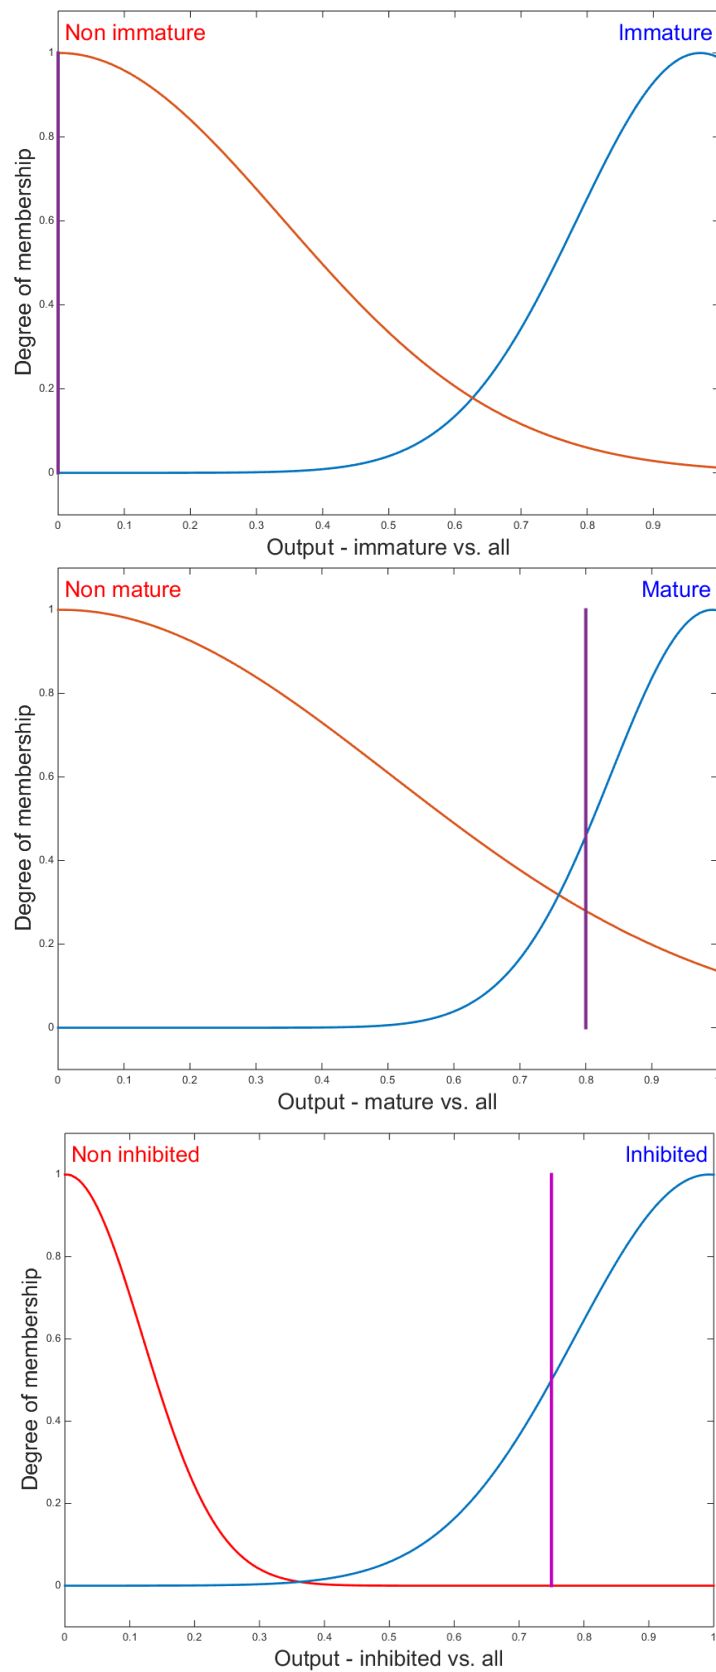 Non immature Immature
1
0.8
0.6
0.4
0.2
0
Degree of membership
0 0.1 0.2 0.3 0.4 0.5 0.6 0.7 0.8 0.9
Output - immature vs. all
Non mature Mature
1
0.8
0.6
0.4
0.2
0
Degree of membership
0 0.1 0.2 0.3 0.4 0.5 0.6 0.7 0.8 0.9
Output - mature vs. all
Non inhibited Inhibited
1
0.8
0.6
0.4
0.2
0
Degree of membership
0 0.1 0.2 0.3 0.4 0.5 0.6 0.7 0.8 0.9 1
Output - inhibited vs. all